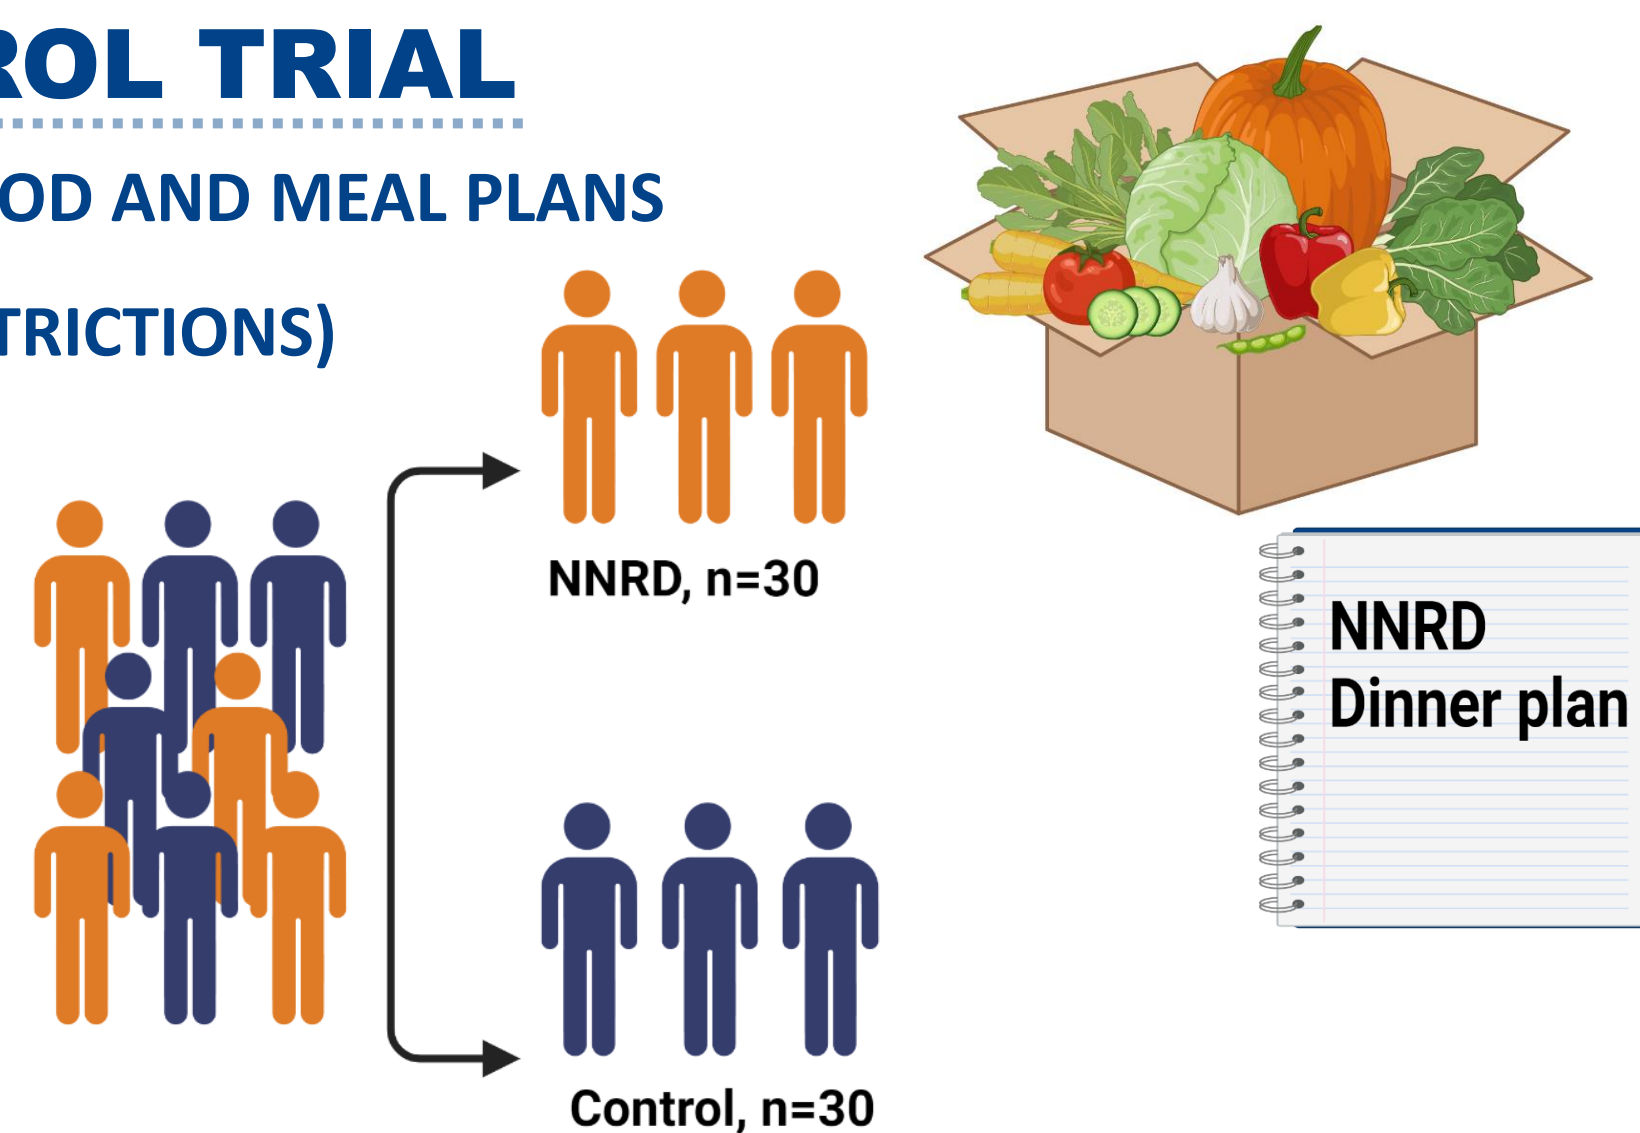 ROL TRIAL
OD AND MEAL PLANS
TRICTIONS)
NNRD, n=30
NNRD
Dinner plan
Control, n=30